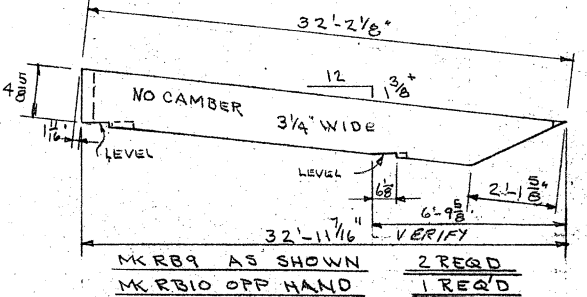 32'-2 1/8"
12
1 3/8"+
4 5/8
NO CAMBER
3 1/4" WIDE
1 1/16"
LEVEL
LEVEL
6 1/8
2'-1 5/8"
6'-9 5/8"
32'-11 7/16"
VERIFY
MK RB9 AS SHOWN 2 REQD
MK RB10 OPP HAND 1 REQ'D